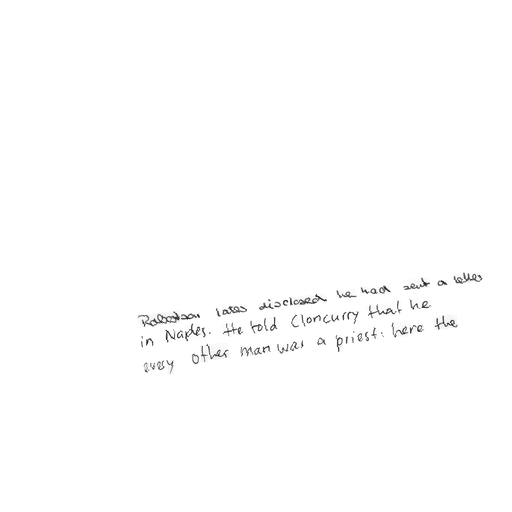 Robertson later disclosed he had sent a letter
in Naples. He told Cloncurry that he
every other man was a priest: here the